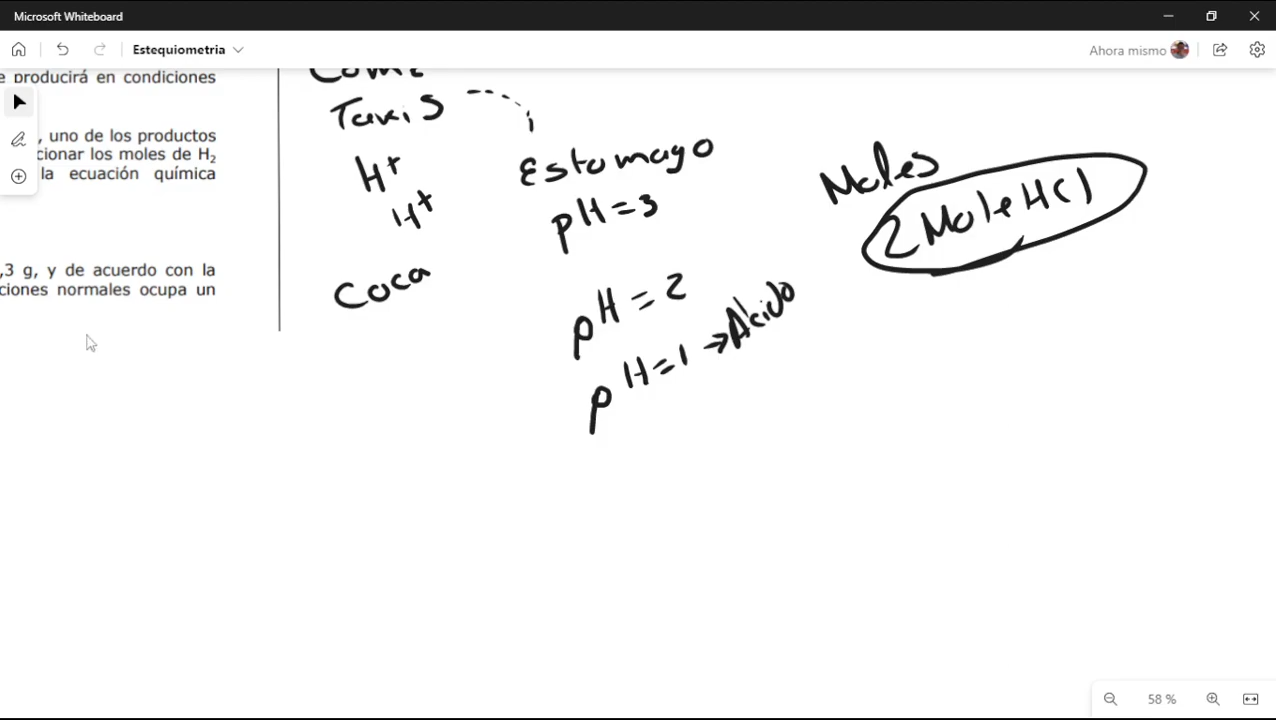 Microsoft Whiteboard
Estequiometria
Ahora mismo
e producirá en condiciones
, uno de los productos
cionar los moles de H₂
la ecuación química
,3 g, y de acuerdo con la
ciones normales ocupa un
Takis
H+
H+
Coca
Estomago
pH=3
pH=2
pH=1 → Ácido
Moles
2 Mole HCl
58 %